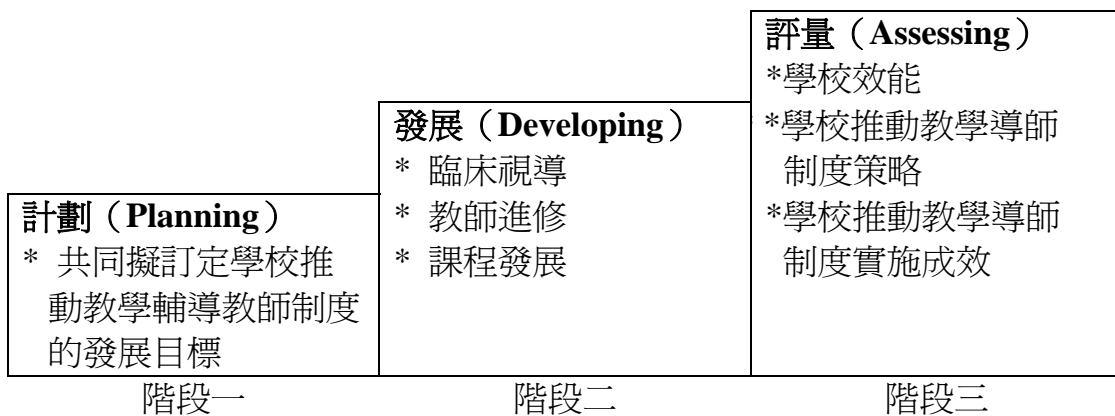 計劃（Planning）
* 共同擬訂定學校推
動教學輔導教師制度
的發展目標
階段一
發展（Developing）
* 臨床視導
* 教師進修
* 課程發展
階段二
評量（Assessing）
*學校效能
*學校推動教學導師
制度策略
*學校推動教學導師
制度實施成效
階段三